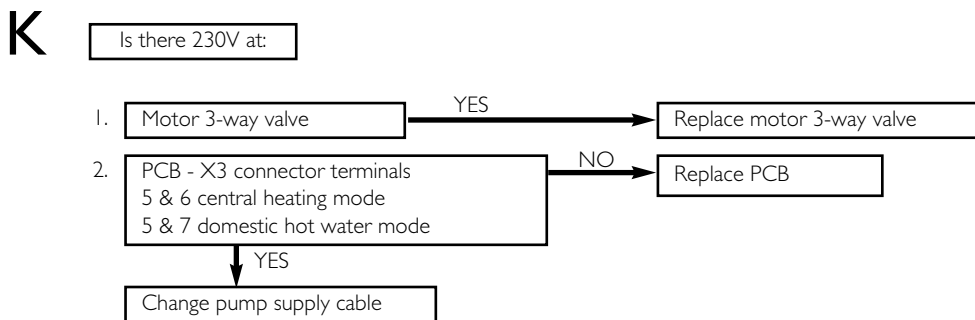 K
Is there 230V at:
1. Motor 3-way valve
YES
Replace motor 3-way valve
2. PCB - X3 connector terminals
5 & 6 central heating mode
5 & 7 domestic hot water mode
NO
Replace PCB
YES
Change pump supply cable